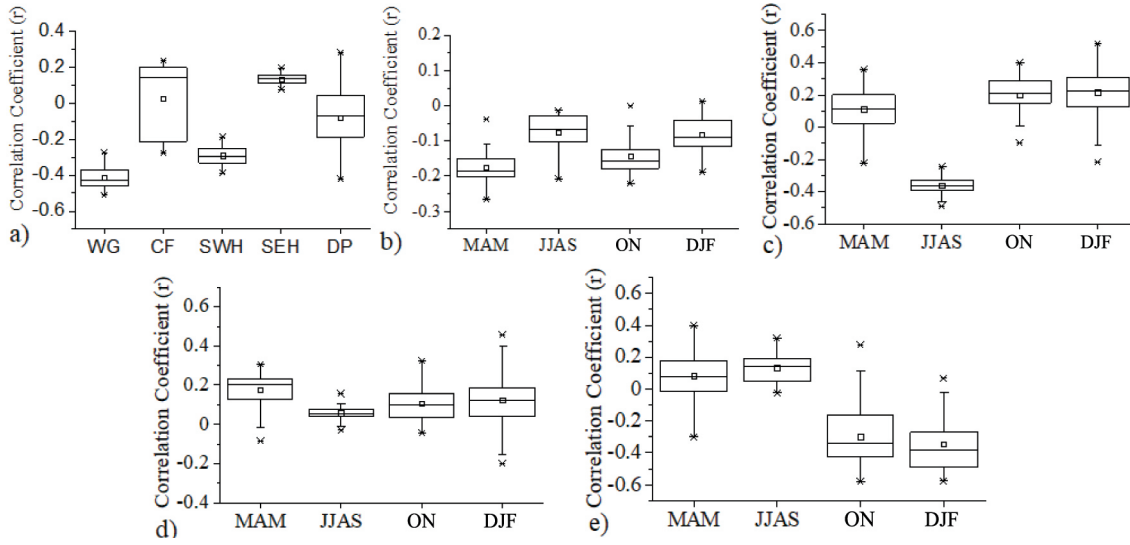 Correlation Coefficient (r)
0.4
0.2
0
-0.2
-0.4
-0.6
a)
WG CF SWH SEH DP
Correlation Coefficient (r)
0.2
0.1
0
-0.1
0.2
-0.3
b)
MAM JJAS ON DJF
Correlation Coefficient (r)
0.6
0.4
0.2
0
-0.2
-0.4
-0.6
c)
MAM JJAS ON DJF
Correlation Coefficient (r)
0.6
0.4
0.2
0
-0.2
-0.4
d)
MAM JJAS ON DJF
Correlation Coefficient (r)
0.6
0.4
0.2
0
-0.2
-0.4
-0.6
e)
MAM JJAS ON DJF